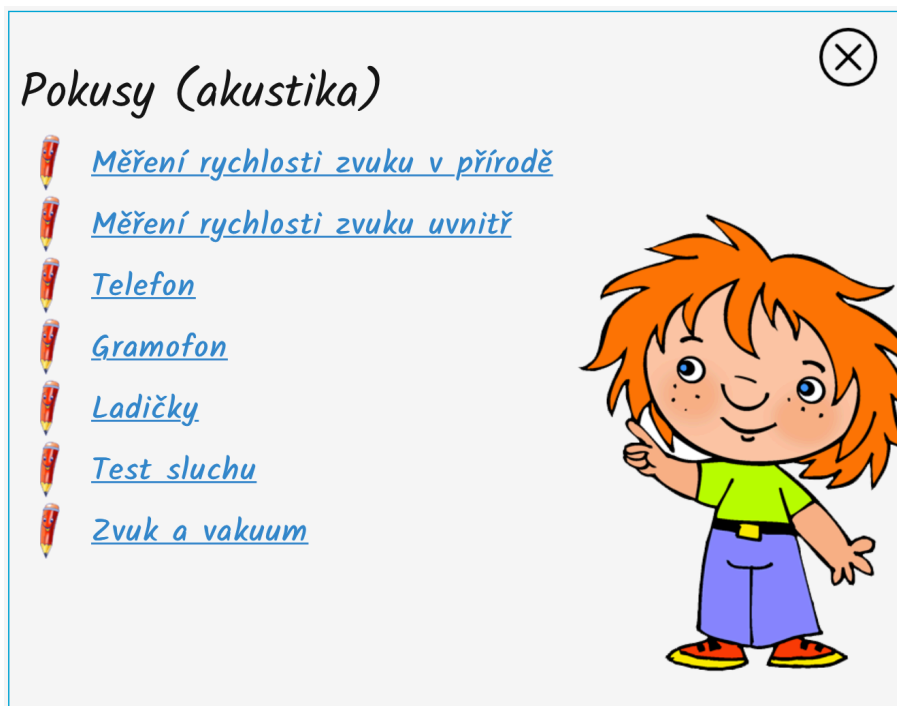 Pokusy (akustika)
Měření rychlosti zvuku v přírodě
Měření rychlosti zvuku uvnitř
Telefon
Gramofon
Ladičky
Test sluchu
Zvuk a vakuum